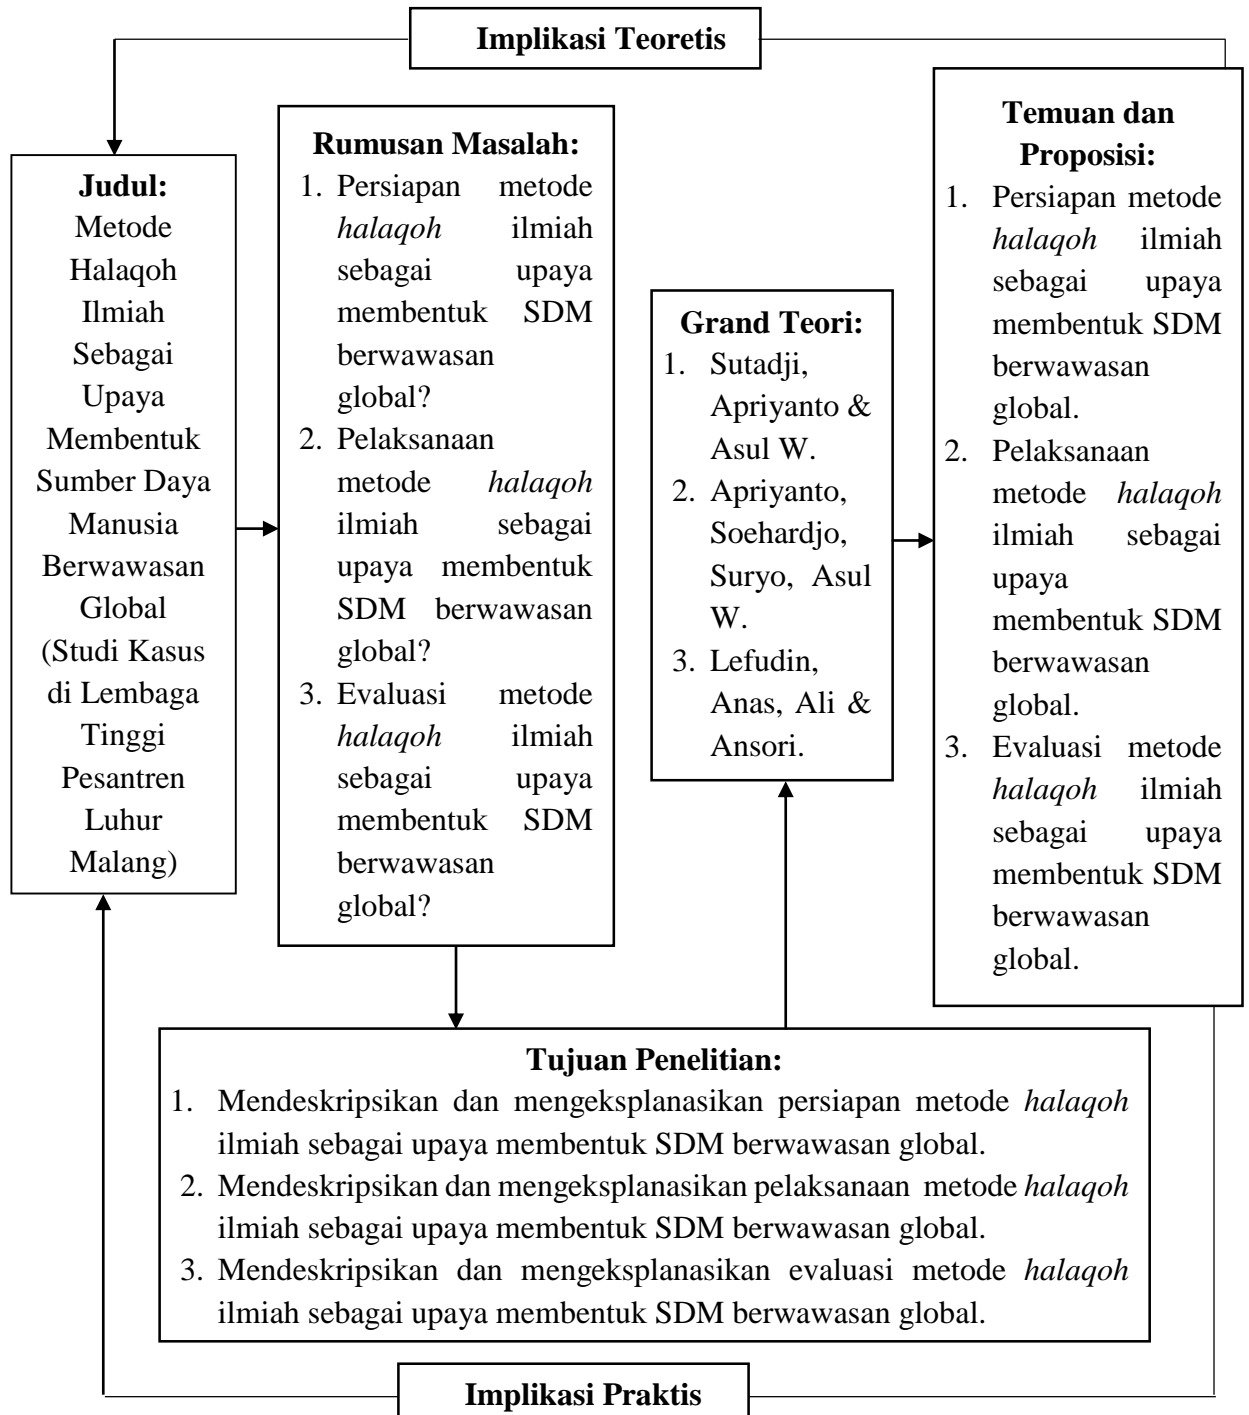 Implikasi Teoretis
Judul:
Metode
Halaqoh
Ilmiah
Sebagai
Upaya
Membentuk
Sumber Daya
Manusia
Berwawasan
Global
(Studi Kasus
di Lembaga
Tinggi
Pesantren
Luhur
Malang)
Rumusan Masalah:
1. Persiapan metode
halaqoh ilmiah
sebagai upaya
membentuk SDM
berwawasan
global?
2. Pelaksanaan
metode halaqoh
ilmiah sebagai
upaya membentuk
SDM berwawasan
global?
3. Evaluasi metode
halaqoh ilmiah
sebagai upaya
membentuk SDM
berwawasan
global?
Grand Teori:
1. Sutadji,
Apriyanto &
Asul W.
2. Apriyanto,
Soehardjo,
Suryo, Asul
W.
3. Lefudin,
Anas, Ali &
Ansori.
Temuan dan
Proposisi:
1. Persiapan metode
halaqoh ilmiah
sebagai upaya
membentuk SDM
berwawasan
global.
2. Pelaksanaan
metode halaqoh
ilmiah sebagai
upaya
membentuk SDM
berwawasan
global.
3. Evaluasi metode
halaqoh ilmiah
sebagai upaya
membentuk SDM
berwawasan
global.
Tujuan Penelitian:
1. Mendeskripsikan dan mengeksplanasikan persiapan metode halaqoh
ilmiah sebagai upaya membentuk SDM berwawasan global.
2. Mendeskripsikan dan mengeksplanasikan pelaksanaan metode halaqoh
ilmiah sebagai upaya membentuk SDM berwawasan global.
3. Mendeskripsikan dan mengeksplanasikan evaluasi metode halaqoh
ilmiah sebagai upaya membentuk SDM berwawasan global.
Implikasi Praktis